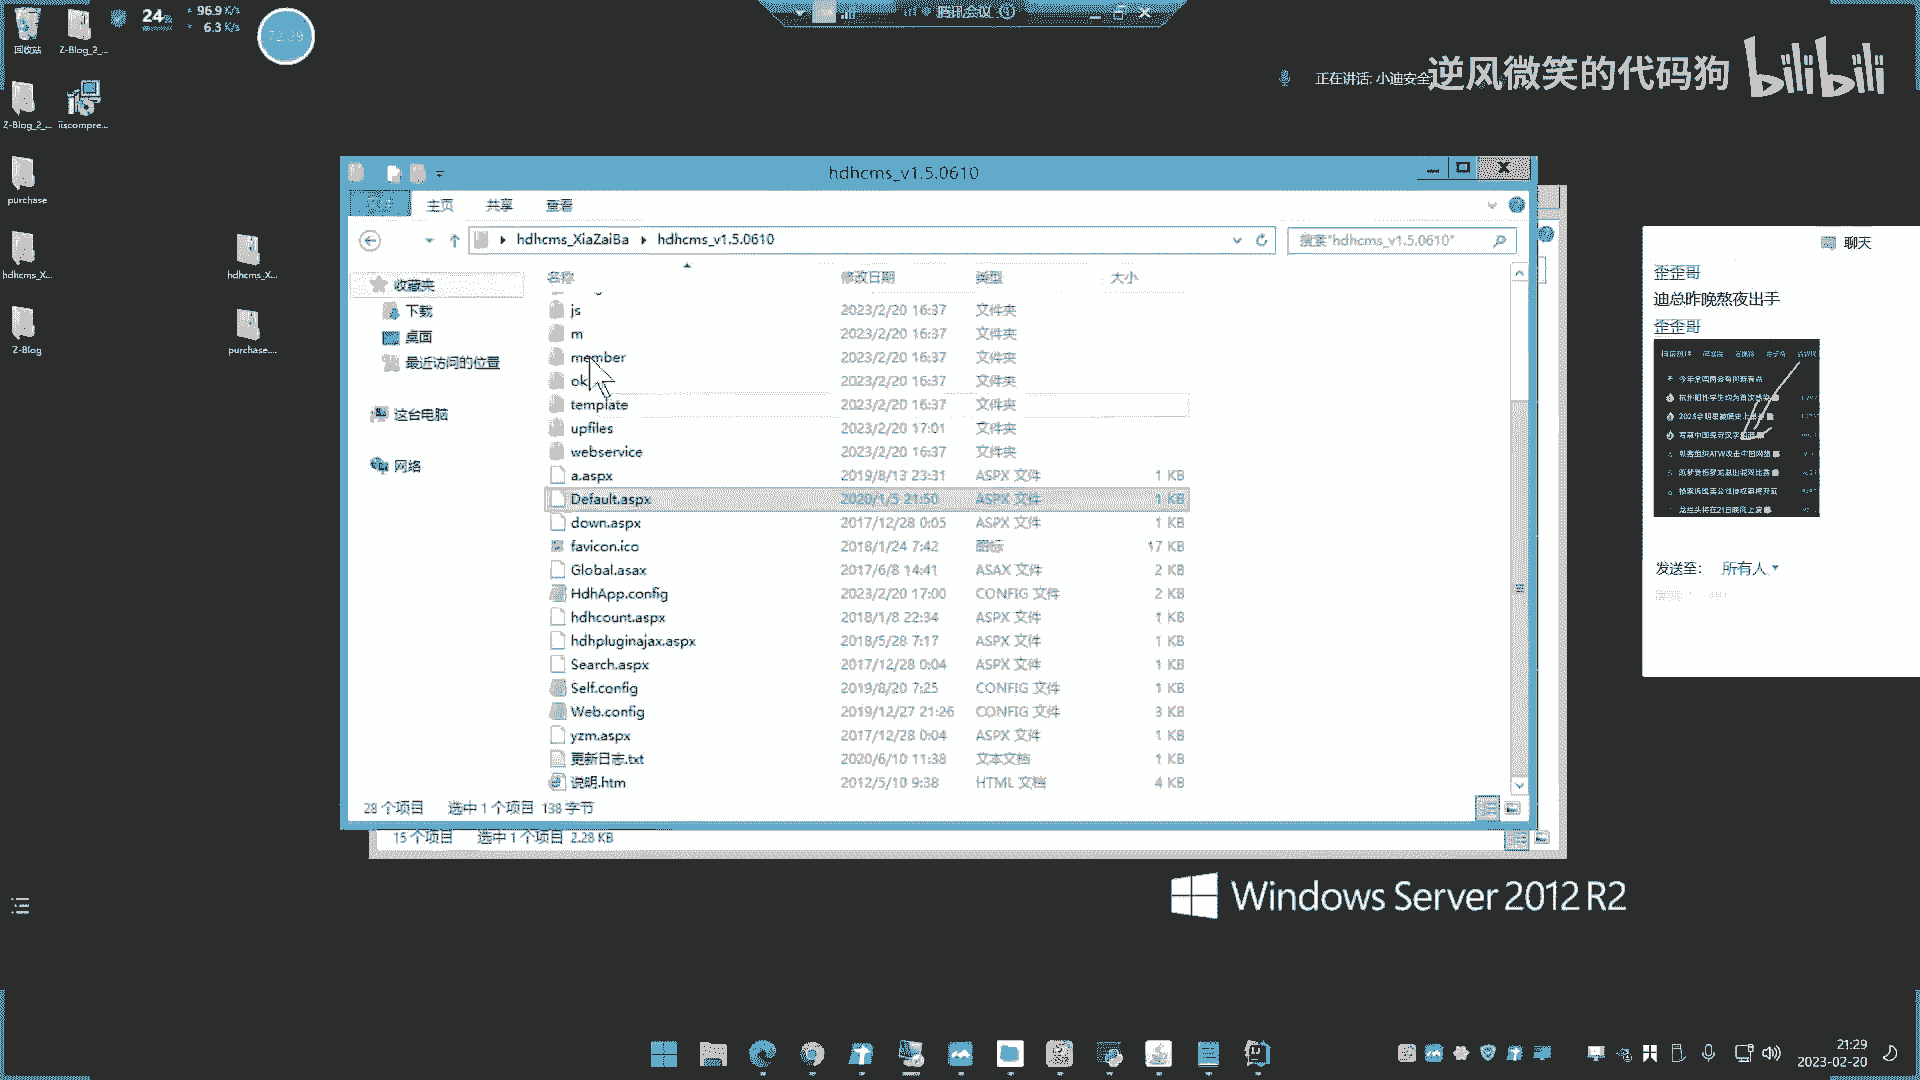 回收站
Z-Blog_2_...
24%
96.9 K/s
6.3 K/s
72:29
腾讯会议
正在讲话: 小迪安全
逆风微笑的代码狗
bilibili
Z-Blog_2_...
iiscompre...
purchase
hdhcms_X...
Z-Blog
hdhcms_X...
purchase....
hdhcms_v1.5.0610
主页
共享
查看
hdhcms_XiaZaiBa
hdhcms_v1.5.0610
搜索"hdhcms_v1.5.0610"
收藏夹
下载
桌面
最近访问的位置
这台电脑
网络
名称 修改日期 类型 大小
js 2023/2/20 16:37 文件夹
m 2023/2/20 16:37 文件夹
member 2023/2/20 16:37 文件夹
ok 2023/2/20 16:37 文件夹
template 2023/2/20 16:37 文件夹
upfiles 2023/2/20 17:01 文件夹
webservice 2023/2/20 16:37 文件夹
a.aspx 2019/8/13 23:31 ASPX 文件 1 KB
Default.aspx 2020/1/5 21:50 ASPX 文件 1 KB
down.aspx 2017/12/28 0:05 ASPX 文件 1 KB
favicon.ico 2018/1/24 7:42 图标 17 KB
Global.asax 2017/6/8 14:41 ASAX 文件 2 KB
HdhApp.config 2023/2/20 17:00 CONFIG 文件 2 KB
hdhcount.aspx 2018/1/8 22:34 ASPX 文件 1 KB
hdhpluginajax.aspx 2018/5/28 7:17 ASPX 文件 1 KB
Search.aspx 2017/12/28 0:04 ASPX 文件 1 KB
Self.config 2019/8/20 7:25 CONFIG 文件 1 KB
Web.config 2019/12/27 21:26 CONFIG 文件 3 KB
yzm.aspx 2017/12/28 0:04 ASPX 文件 1 KB
更新日志.txt 2020/6/10 11:38 文本文档 1 KB
说明.htm 2012/5/10 9:38 HTML 文档 4 KB
28 个项目 选中 1 个项目 138 字节
15 个项目 选中 1 个项目 2.28 KB
聊天
歪歪哥
迪总昨晚熬夜出手
歪歪哥
发送至: 所有人
Windows Server 2012 R2
21:29
2023-02-20